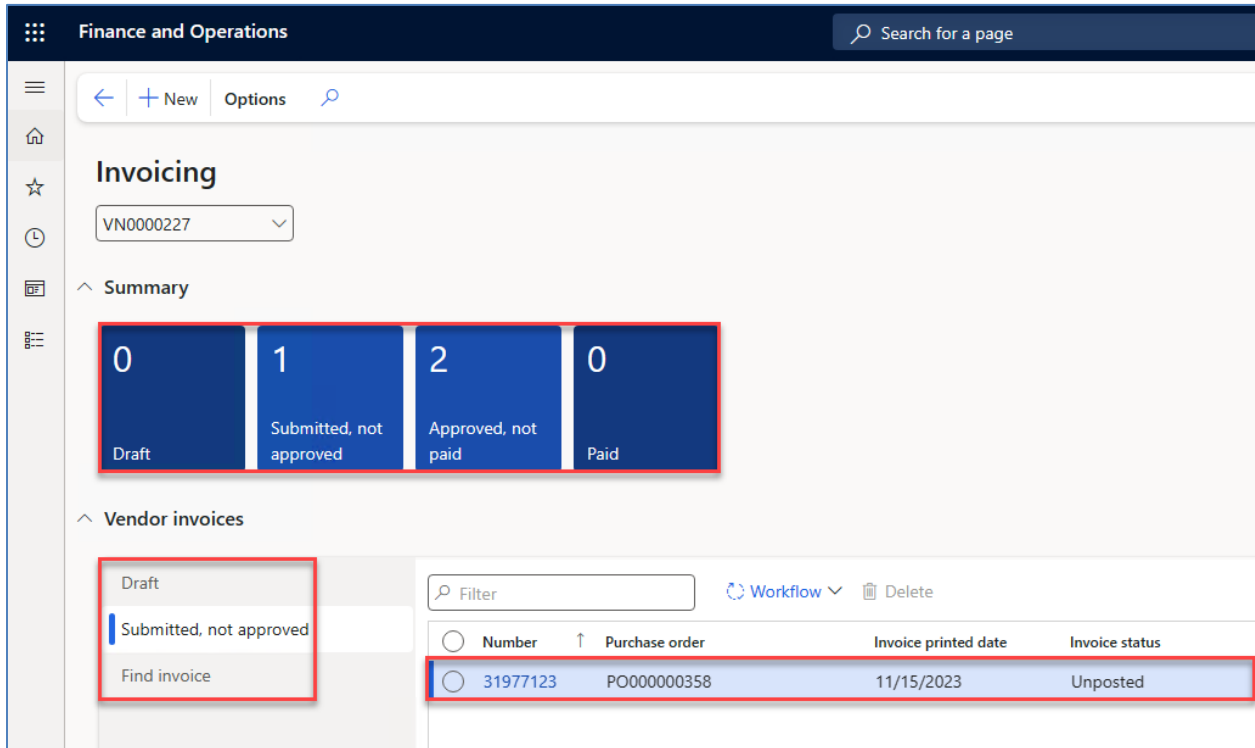 Finance and Operations
Search for a page
New
Options
Invoicing
VN0000227
Summary
0
Draft
1
Submitted, not
approved
2
Approved, not
paid
0
Paid
Vendor invoices
Draft
Submitted, not approved
Find invoice
Filter
Workflow
Delete
Number Purchase order Invoice printed date Invoice status
31977123 PO000000358 11/15/2023 Unposted